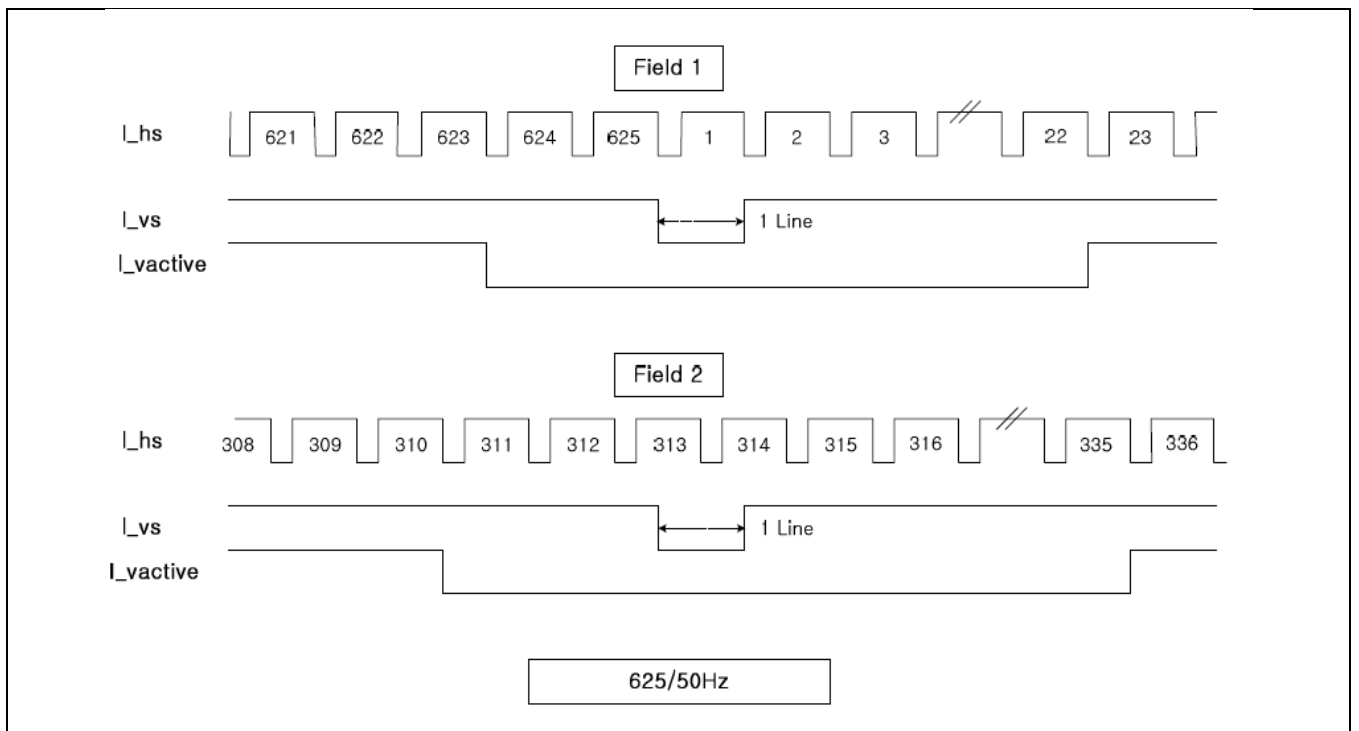 Field 1
I_hs 621 622 623 624 625 1 2 3 22 23
I_vs 1 Line
I_vactive
Field 2
I_hs 308 309 310 311 312 313 314 315 316 335 336
I_vs 1 Line
I_vactive
625/50Hz